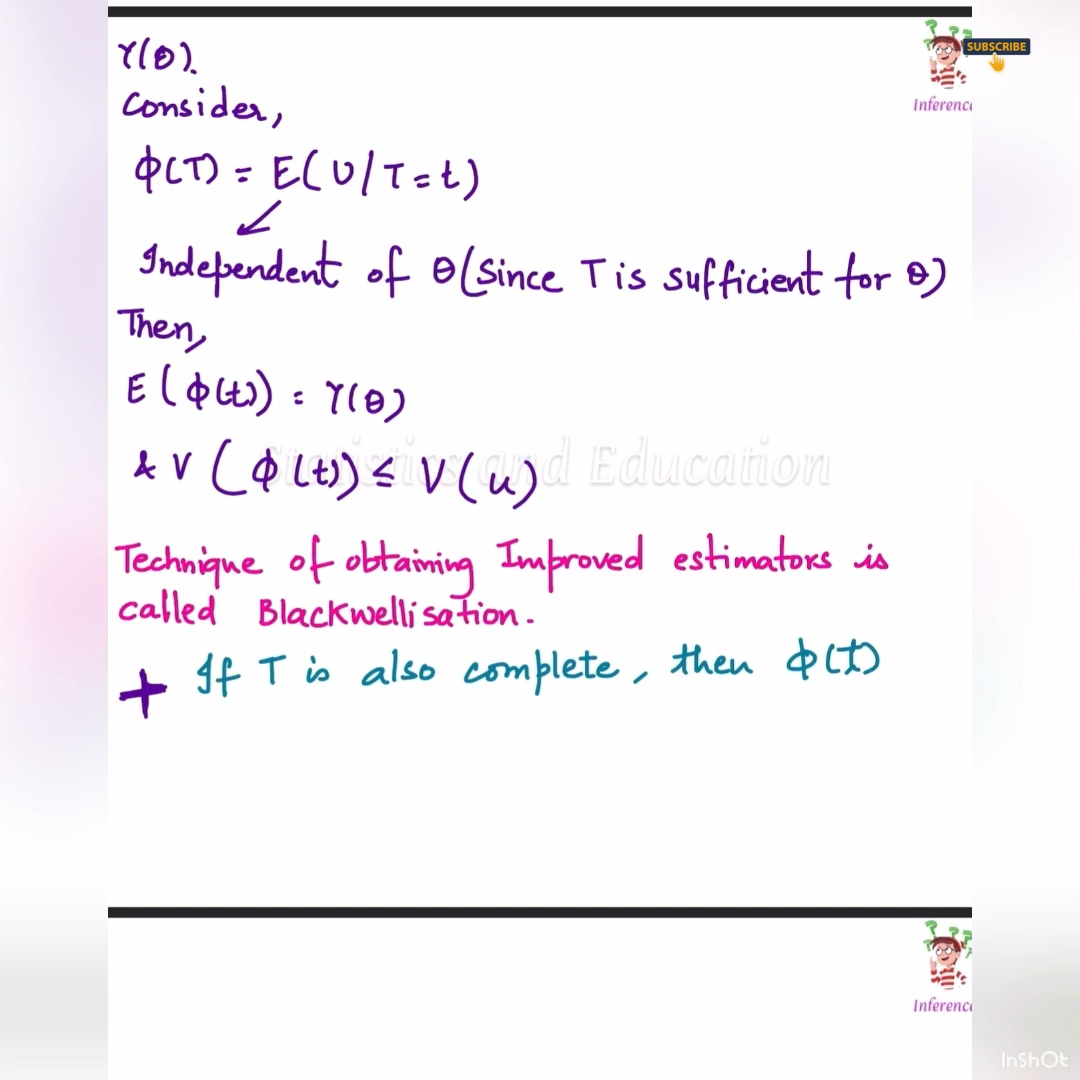 γ(θ).
Consider,
SUBSCRIBE
Inference
ϕ(T) = E(U/T=t)
Independent of θ(since T is sufficient for θ)
Then,
E(ϕ(t)) = γ(θ)
& V(ϕ(t)) ≤ V(u)
Statistics and Education
Technique of obtaining Improved estimators is
called Blackwellisation.
+ If T is also complete, then ϕ(t)
Inference
InShOt